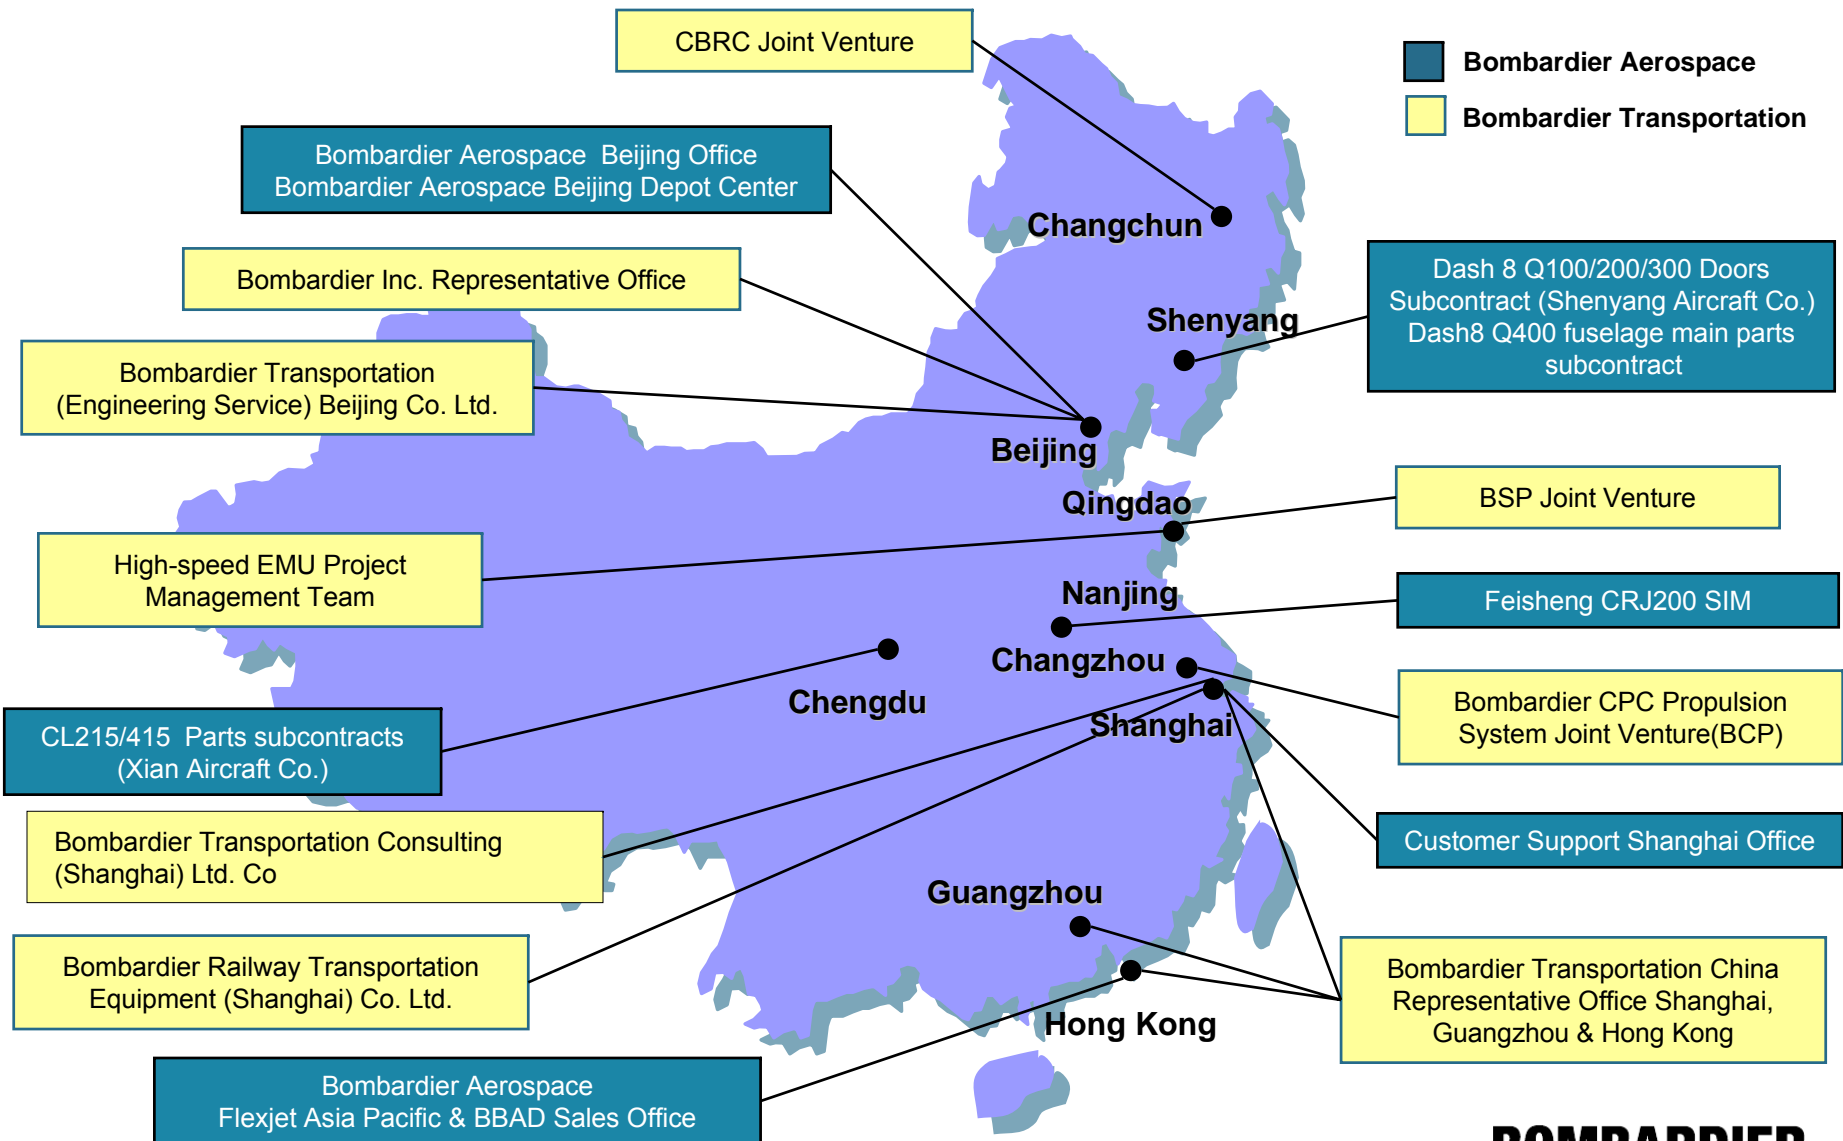 CBRC Joint Venture
Bombardier Aerospace
Bombardier Transportation
Bombardier Aerospace  Beijing Office
Bombardier Aerospace Beijing Depot Center
Changchun
Bombardier Inc. Representative Office
Dash 8 Q100/200/300 Doors
Subcontract (Shenyang Aircraft Co.)
Dash8 Q400 fuselage main parts
subcontract
Shenyang
Bombardier Transportation
(Engineering Service) Beijing Co. Ltd.
Beijing
Qingdao
BSP Joint Venture
High-speed EMU Project
Management Team
Nanjing
Feisheng CRJ200 SIM
Changzhou
Chengdu
Shanghai
Bombardier CPC Propulsion
System Joint Venture(BCP)
CL215/415  Parts subcontracts
(Xian Aircraft Co.)
Bombardier Transportation Consulting
(Shanghai) Ltd. Co
Customer Support Shanghai Office
Guangzhou
Bombardier Railway Transportation
Equipment (Shanghai) Co. Ltd.
Bombardier Transportation China
Representative Office Shanghai,
Guangzhou & Hong Kong
Hong Kong
Bombardier Aerospace
Flexjet Asia Pacific & BBAD Sales Office
BOMBARDIER